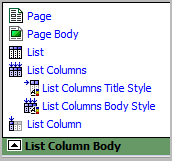 Page
Page Body
List
List Columns
List Columns Title Style
List Columns Body Style
List Column
List Column Body